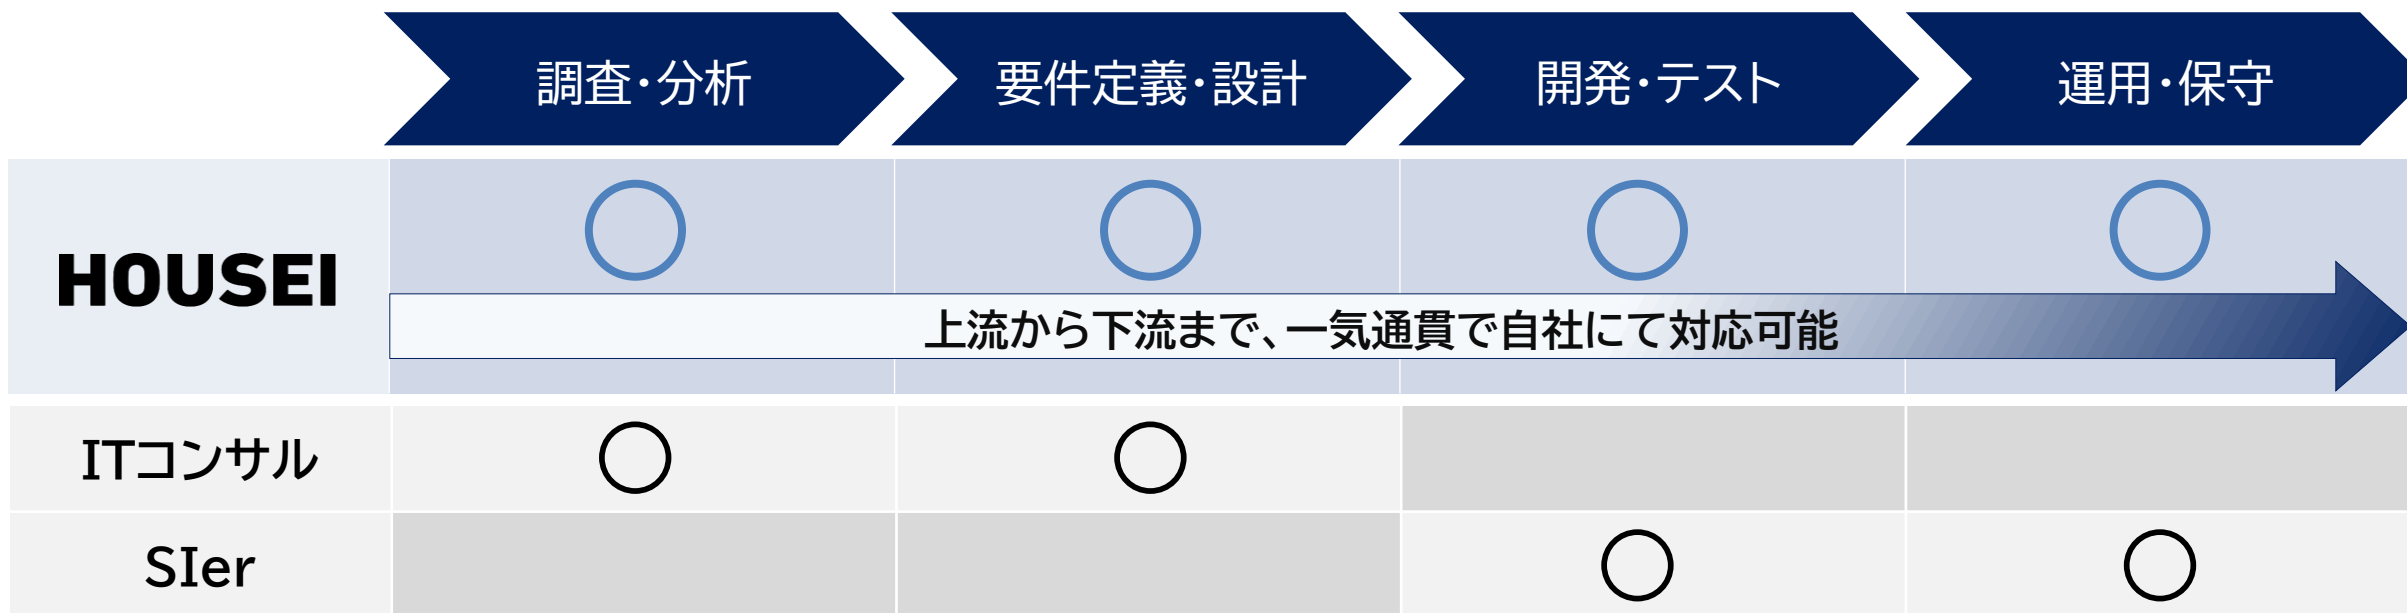 調査・分析
要件定義・設計
開発・テスト
運用・保守
HOUSEI
上流から下流まで、一気通貫で自社にて対応可能
ITコンサル
SIer